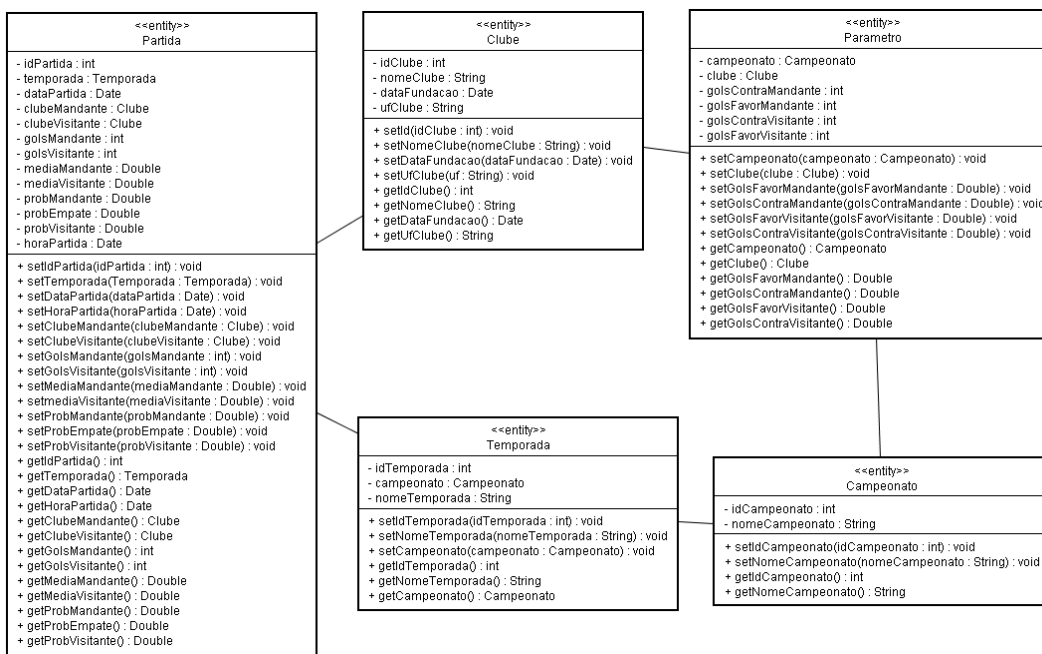 <<entity>>
Partida
- idPartida : int
- temporada : Temporada
- dataPartida : Date
- clubeMandante : Clube
- clubeVisitante : Clube
- golsMandante : int
- golsVisitante : int
- mediaMandante : Double
- mediaVisitante : Double
- probMandante : Double
- probEmpate : Double
- probVisitante : Double
- horaPartida : Date
+ setIdPartida(idPartida : int) : void
+ setTemporada(Temporada : Temporada) : void
+ setDataPartida(dataPartida : Date) : void
+ setHoraPartida(horaPartida : Date) : void
+ setClubeMandante(clubeMandante : Clube) : void
+ setClubeVisitante(clubeVisitante : Clube) : void
+ setGolsMandante(golsMandante : int) : void
+ setGolsVisitante(golsVisitante : int) : void
+ setMediaMandante(mediaMandante : Double) : void
+ setmediaVisitante(mediaVisitante : Double) : void
+ setProbMandante(probMandante : Double) : void
+ setProbEmpate(probEmpate : Double) : void
+ setProbVisitante(probVisitante : Double) : void
+ getIdPartida() : int
+ getTemporada() : Temporada
+ getDataPartida() : Date
+ getHoraPartida() : Date
+ getClubeMandante() : Clube
+ getClubeVisitante() : Clube
+ getGolsMandante() : int
+ getGolsVisitante() : int
+ getMediaMandante() : Double
+ getMediaVisitante() : Double
+ getProbMandante() : Double
+ getProbEmpate() : Double
+ getProbVisitante() : Double
<<entity>>
Clube
- idClube : int
- nomeClube : String
- dataFundacao : Date
- ufClube : String
+ setId(idClube : int) : void
+ setNomeClube(nomeClube : String) : void
+ setDataFundacao(dataFundacao : Date) : void
+ setUfClube(uf : String) : void
+ getIdClube() : int
+ getNomeClube() : String
+ getDataFundacao() : Date
+ getUfClube() : String
<<entity>>
Parametro
- campeonato : Campeonato
- clube : Clube
- golsContraMandante : int
- golsFavorMandante : int
- golsContraVisitante : int
- golsFavorVisitante : int
+ setCampeonato(campeonato : Campeonato) : void
+ setClube(clube : Clube) : void
+ setGolsFavorMandante(golsFavorMandante : Double) : void
+ setGolsContraMandante(golsContraMandante : Double) : void
+ setGolsFavorVisitante(golsFavorVisitante : Double) : void
+ setGolsContraVisitante(golsContraVisitante : Double) : void
+ getCampeonato() : Campeonato
+ getClube() : Clube
+ getGolsFavorMandante() : Double
+ getGolsContraMandante() : Double
+ getGolsFavorVisitante() : Double
+ getGolsContraVisitante() : Double
<<entity>>
Temporada
- idTemporada : int
- campeonato : Campeonato
- nomeTemporada : String
+ setIdTemporada(idTemporada : int) : void
+ setNomeTemporada(nomeTemporada : String) : void
+ setCampeonato(campeonato : Campeonato) : void
+ getIdTemporada() : int
+ getNomeTemporada() : String
+ getCampeonato() : Campeonato
<<entity>>
Campeonato
- idCampeonato : int
- nomeCampeonato : String
+ setIdCampeonato(idCampeonato : int) : void
+ setNomeCampeonato(nomeCampeonato : String) : void
+ getIdCampeonato() : int
+ getNomeCampeonato() : String